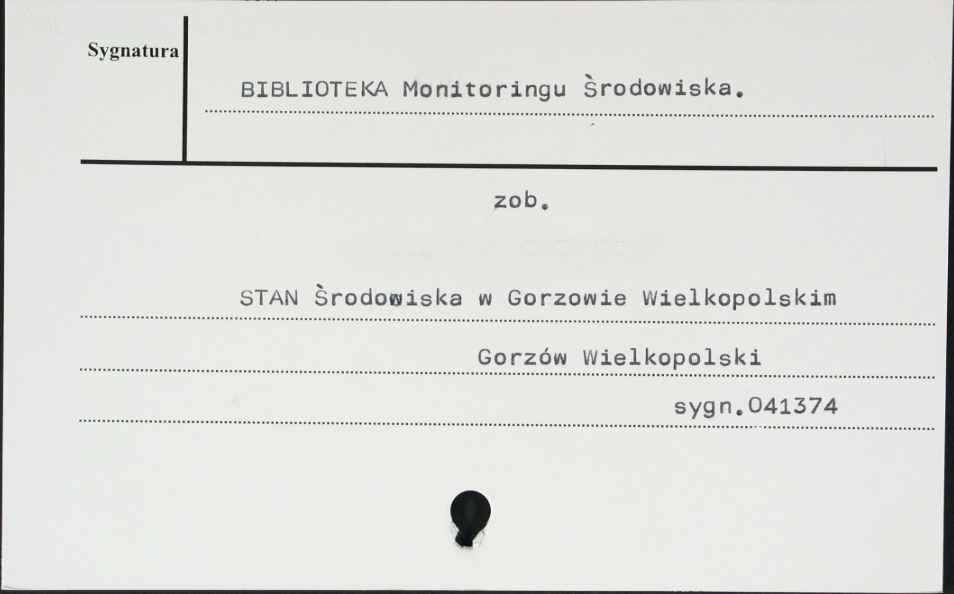 Sygnatura
BIBLIOTEKA Monitoringu Środowiska.
zob.
STAN Środowiska w Gorzowie Wielkopolskim
Gorzów Wielkopolski
sygn.041374